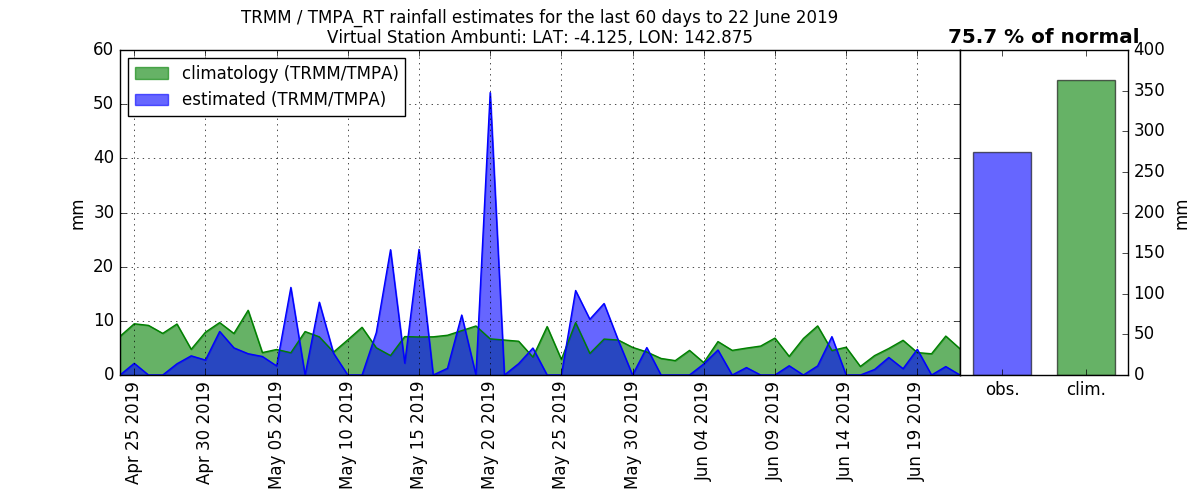 TRMM / TMPA_RT rainfall estimates for the last 60 days to 22 June 2019
Virtual Station Ambunti: LAT: -4.125, LON: 142.875
75.7 % of normal
climatology (TRMM/TMPA)
estimated (TRMM/TMPA)
60
50
40
30
20
10
0
mm
400
350
300
250
200
150
100
50
0
mm
Apr 25 2019
Apr 30 2019
May 05 2019
May 10 2019
May 15 2019
May 20 2019
May 25 2019
May 30 2019
Jun 04 2019
Jun 09 2019
Jun 14 2019
Jun 19 2019
obs.
clim.